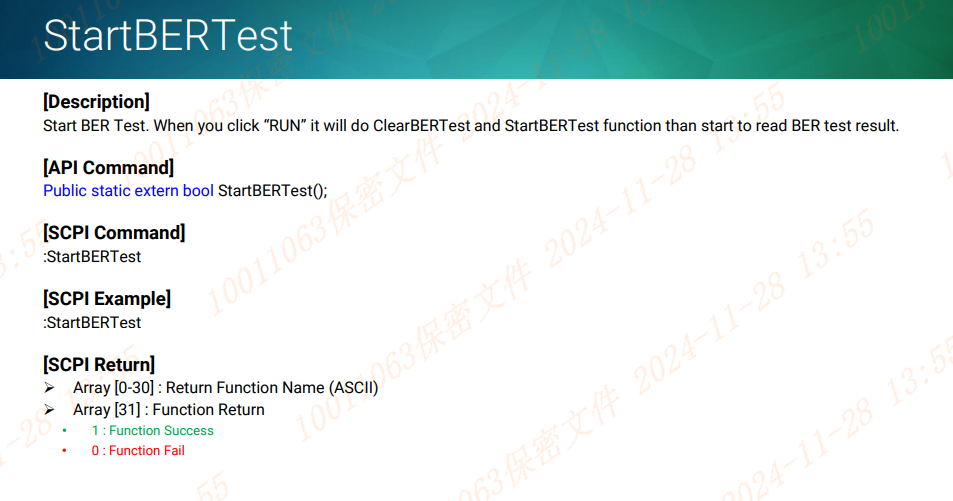 StartBERTest
[Description]
Start BER Test. When you click “RUN” it will do ClearBERTest and StartBERTest function than start to read BER test result.
[API Command]
Public static extern bool StartBERTest();
[SCPI Command]
:StartBERTest
[SCPI Example]
:StartBERTest
[SCPI Return]
➢ Array [0-30] : Return Function Name (ASCII)
➢ Array [31] : Function Return
• 1 : Function Success
• 0 : Function Fail
10011063保密文件 2024-11-28 13:55